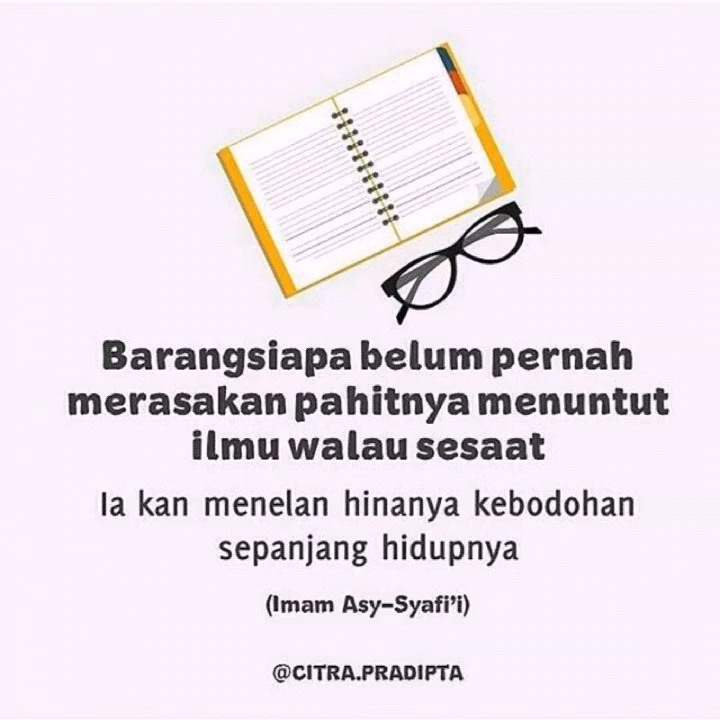 Barangsiapa belum pernah
merasakan pahitnya menuntut
ilmu walau sesaat
Ia kan menelan hinanya kebodohan
sepanjang hidupnya
(Imam Asy-Syafi'i)
@CITRA.PRADIPTA